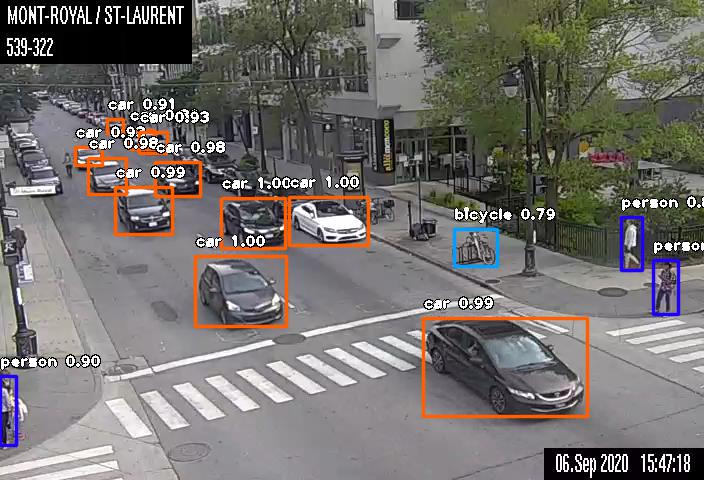 MONT-ROYAL / ST-LAURENT
539-322
car 0.91
car 0.93
car 0.98
car 0.98
car 0.99
car 1.00
car 1.00
car 1.00
bicycle 0.79
person
person
car 0.99
person 0.90
06.Sep 2020 15:47:18